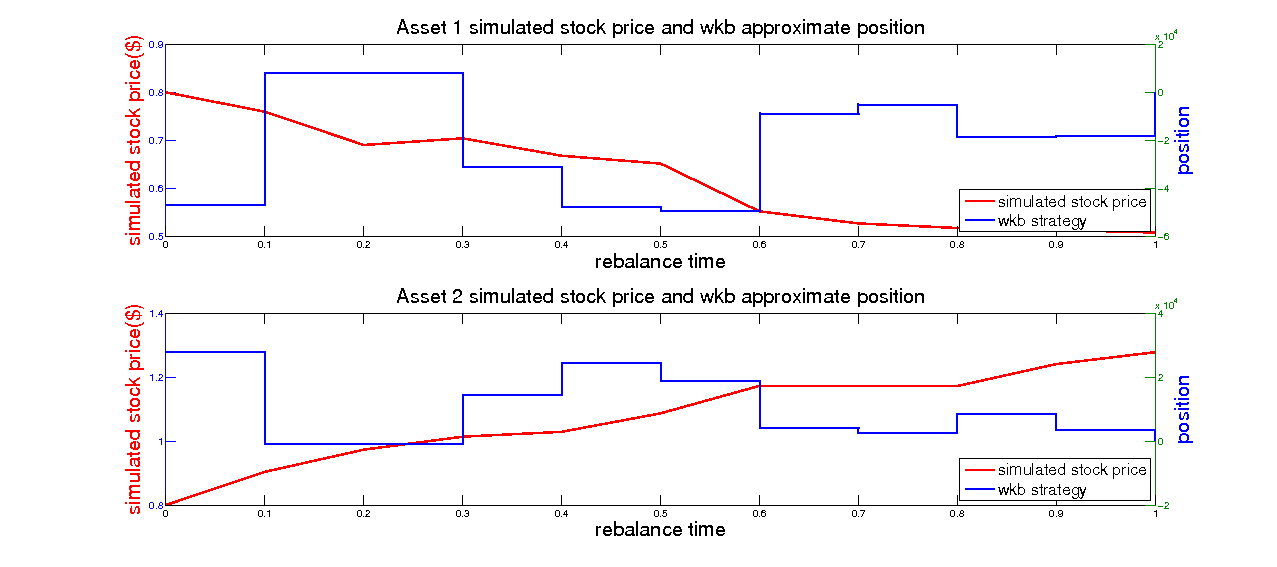 Asset 1 simulated stock price and wkb approximate position
x 10^4
simulated stock price($)
0.9
0.8
0.7
0.6
0.5
2
0
-2
-4
-6
position
simulated stock price
wkb strategy
0 0.1 0.2 0.3 0.4 0.5 0.6 0.7 0.8 0.9 1
rebalance time
Asset 2 simulated stock price and wkb approximate position
x 10^4
simulated stock price($)
1.4
1.2
1
0.8
4
2
0
-2
position
simulated stock price
wkb strategy
0 0.1 0.2 0.3 0.4 0.5 0.6 0.7 0.8 0.9 1
rebalance time